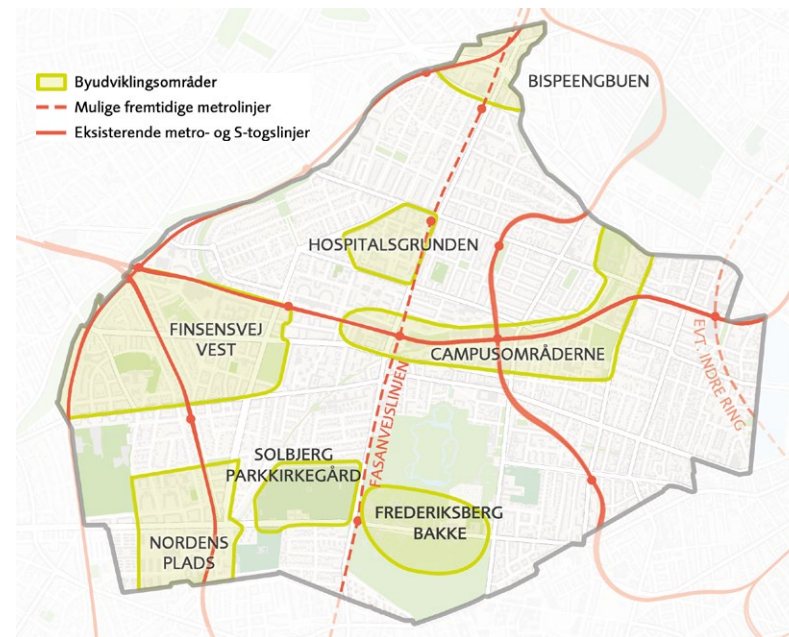 Byudviklingsområder
Mulige fremtidige metrolinjer
Eksisterende metro- og S-togslinjer
BISPEENGBUEN
HOSPITALSGRUNDEN
FINSENSVEJ
VEST
CAMPUSOMRÅDERNE
EVT. INDRE RING
FASANVEJSLINJEN
SOLBJERG
PARKKIRKEGÅRD
FREDERIKSBERG
BAKKE
NORDENS
PLADS